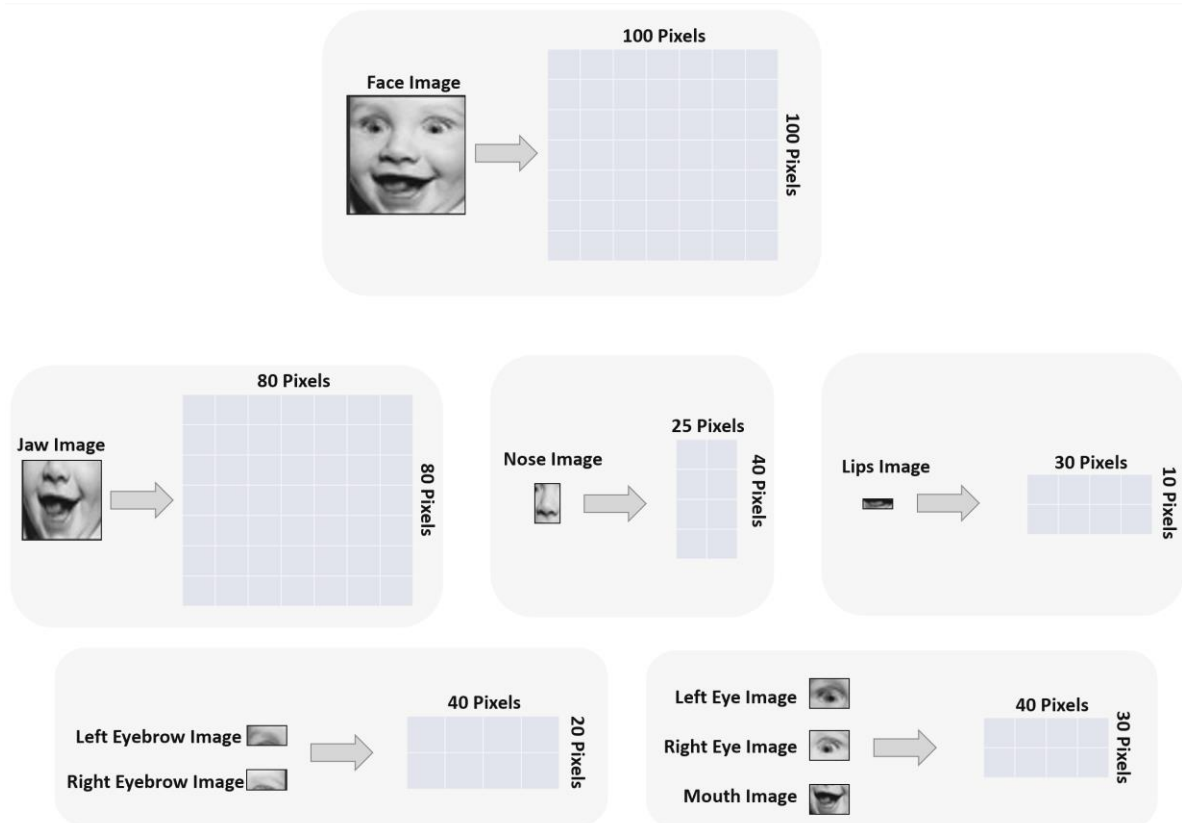 100 Pixels
Face Image
100 Pixels
80 Pixels
Jaw Image
80 Pixels
25 Pixels
Nose Image
40 Pixels
30 Pixels
Lips Image
10 Pixels
40 Pixels
Left Eyebrow Image
Right Eyebrow Image
20 Pixels
Left Eye Image
40 Pixels
Right Eye Image
30 Pixels
Mouth Image